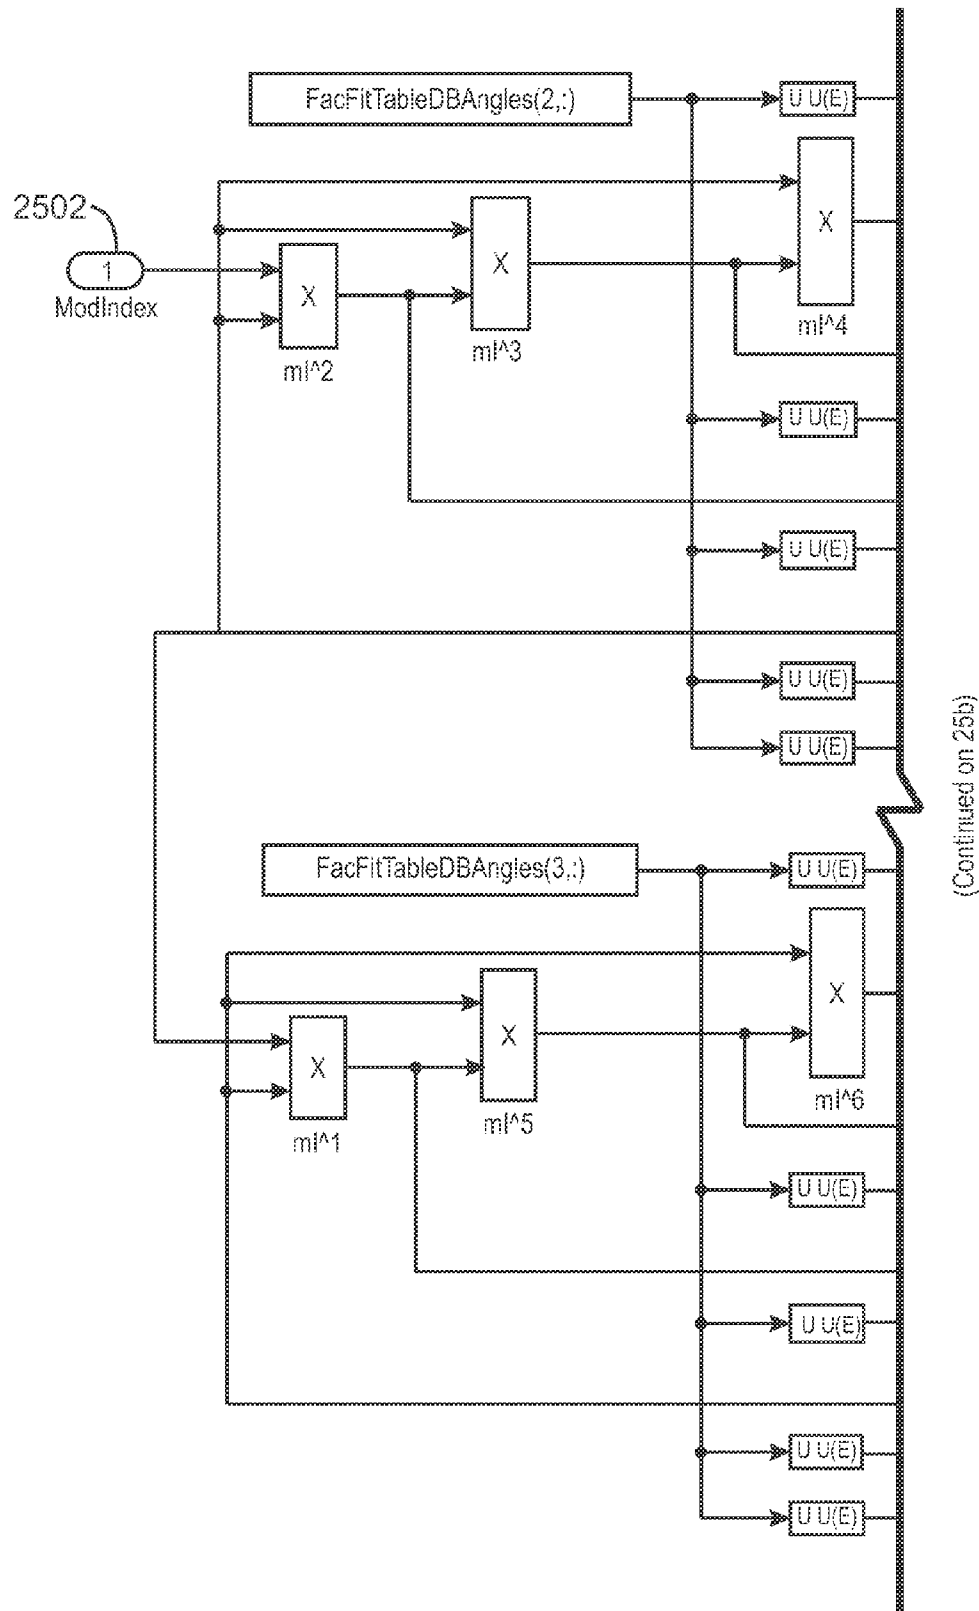 FacFitTableDBAngles(2,:)
U U(E)
2502
1
ModIndex
X
mI^2
X
mI^3
X
mI^4
U U(E)
U U(E)
U U(E)
U U(E)
(Continued on 25b)
FacFitTableDBAngles(3,:)
U U(E)
X
mI^1
X
mI^5
X
mI^6
U U(E)
U U(E)
U U(E)
U U(E)